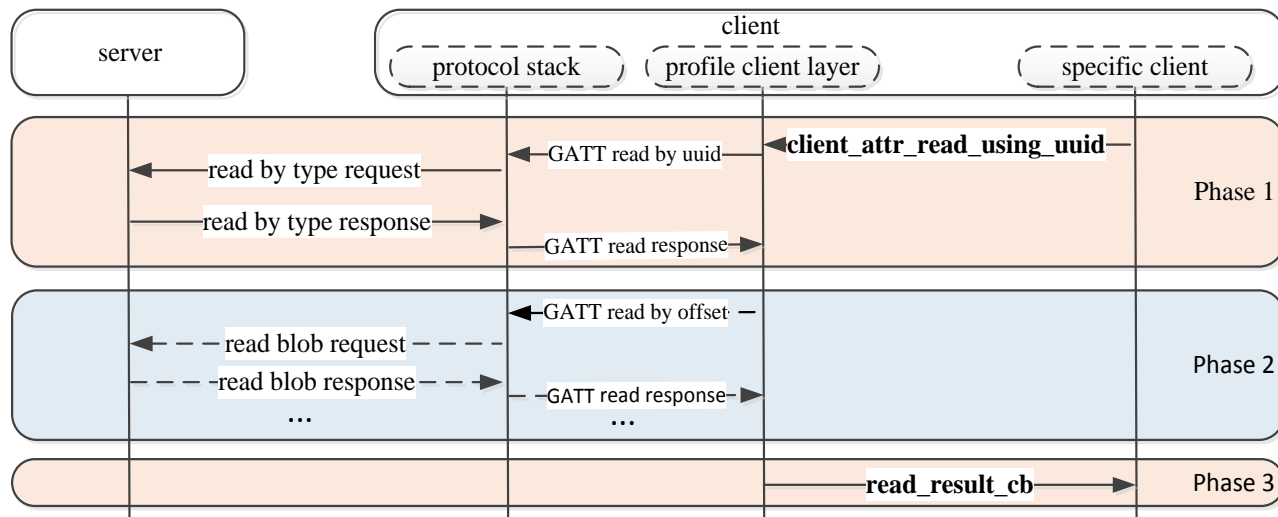 client
server
protocol stack
profile client layer
specific client
client_attr_read_using_uuid
GATT read by uuid
read by type request
Phase 1
read by type response
GATT read response
GATT read by offset
read blob request
Phase 2
read blob response
GATT read response
...
...
read_result_cb
Phase 3